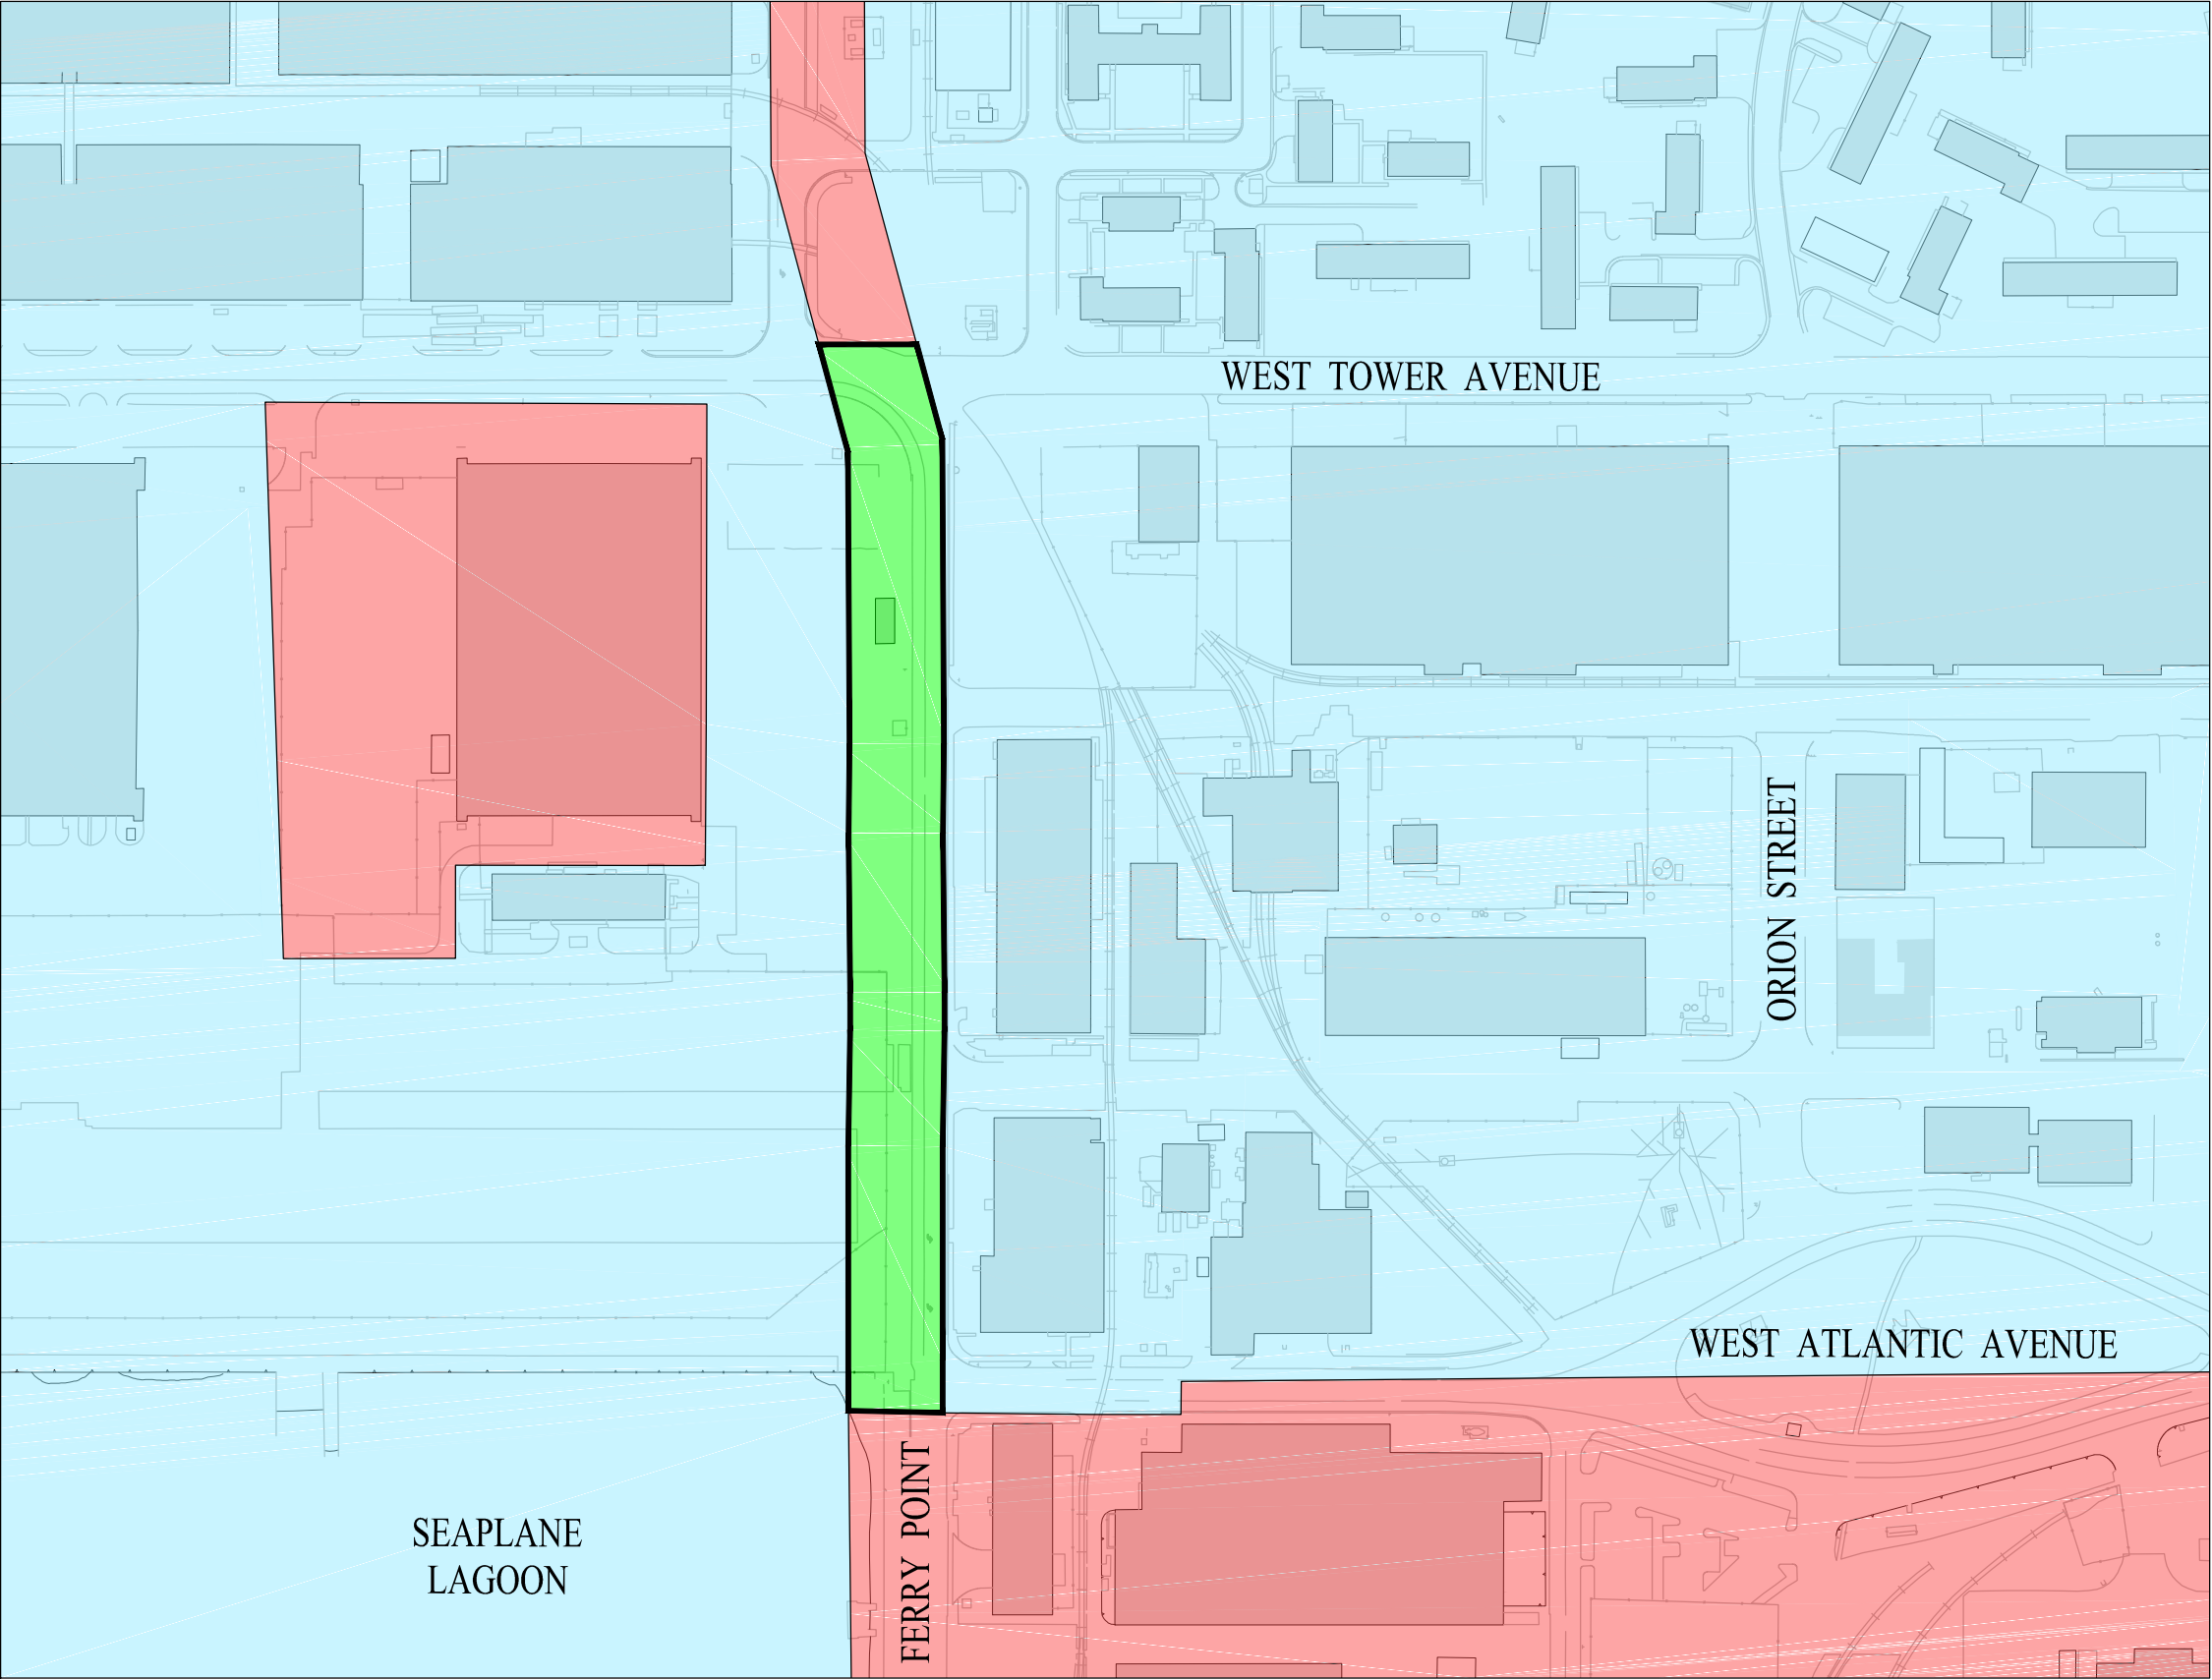 WEST TOWER AVENUE
ORION STREET
WEST ATLANTIC AVENUE
SEAPLANE
LAGOON
FERRY POINT